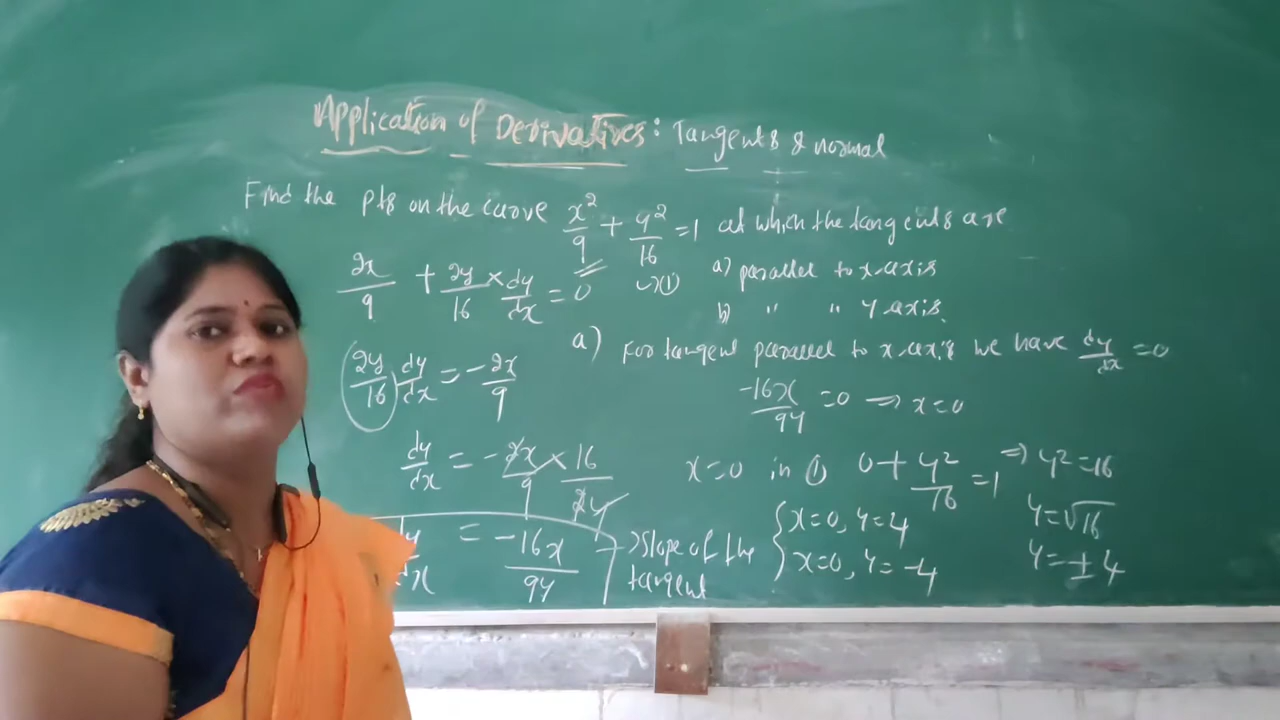 Application of Derivatives: Tangents & normal
Find the pts on the curve x²/9 + y²/16 = 1 at which the tangents are
→① a) parallel to x-axis
b) " " y-axis.
2x/9 + 2y/16 × dy/dx = 0
2y/16 dy/dx = -2x/9
dy/dx = -2x/9 × 16/2y
dy/dx = -16x/9y → slope of the tangent
a) For tangent parallel to x-axis we have dy/dx = 0
-16x/9y = 0 ⇒ x=0
x=0 in ① 0 + y²/16 = 1 ⇒ y²=16
y=√16
y=±4
{x=0, y=4
x=0, y=-4